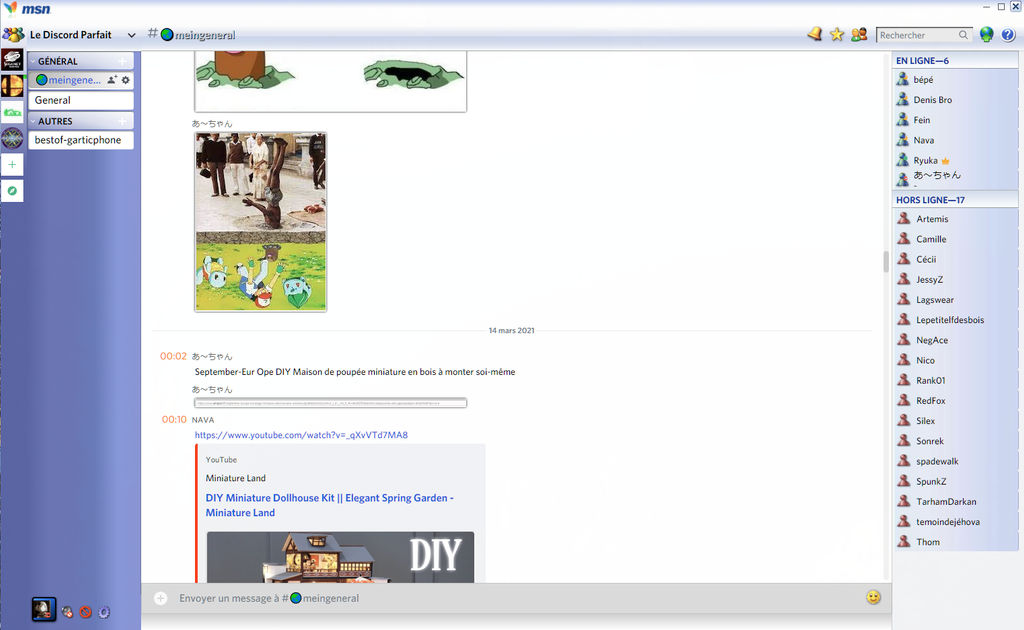 msn
Le Discord Parfait
# meingeneral
Rechercher
GÉNÉRAL
meingene...
General
AUTRES
bestof-garticphone
あ～ちゃん
14 mars 2021
00:02 あ～ちゃん
September-Eur Ope DIY Maison de poupée miniature en bois à monter soi-même
あ～ちゃん
00:10 NAVA
https://www.youtube.com/watch?v=_qXvVTd7MA8
YouTube
Miniature Land
DIY Miniature Dollhouse Kit || Elegant Spring Garden -
Miniature Land
DIY
Envoyer un message à # meingeneral
EN LIGNE—6
bépé
Denis Bro
Fein
Nava
Ryuka
あ～ちゃん
HORS LIGNE—17
Artemis
Camille
Cécii
JessyZ
Lagswear
Lepetitelfdesbois
NegAce
Nico
Rank01
RedFox
Silex
Sonrek
spadewalk
SpunkZ
TarhamDarkan
temoindejéhova
Thom